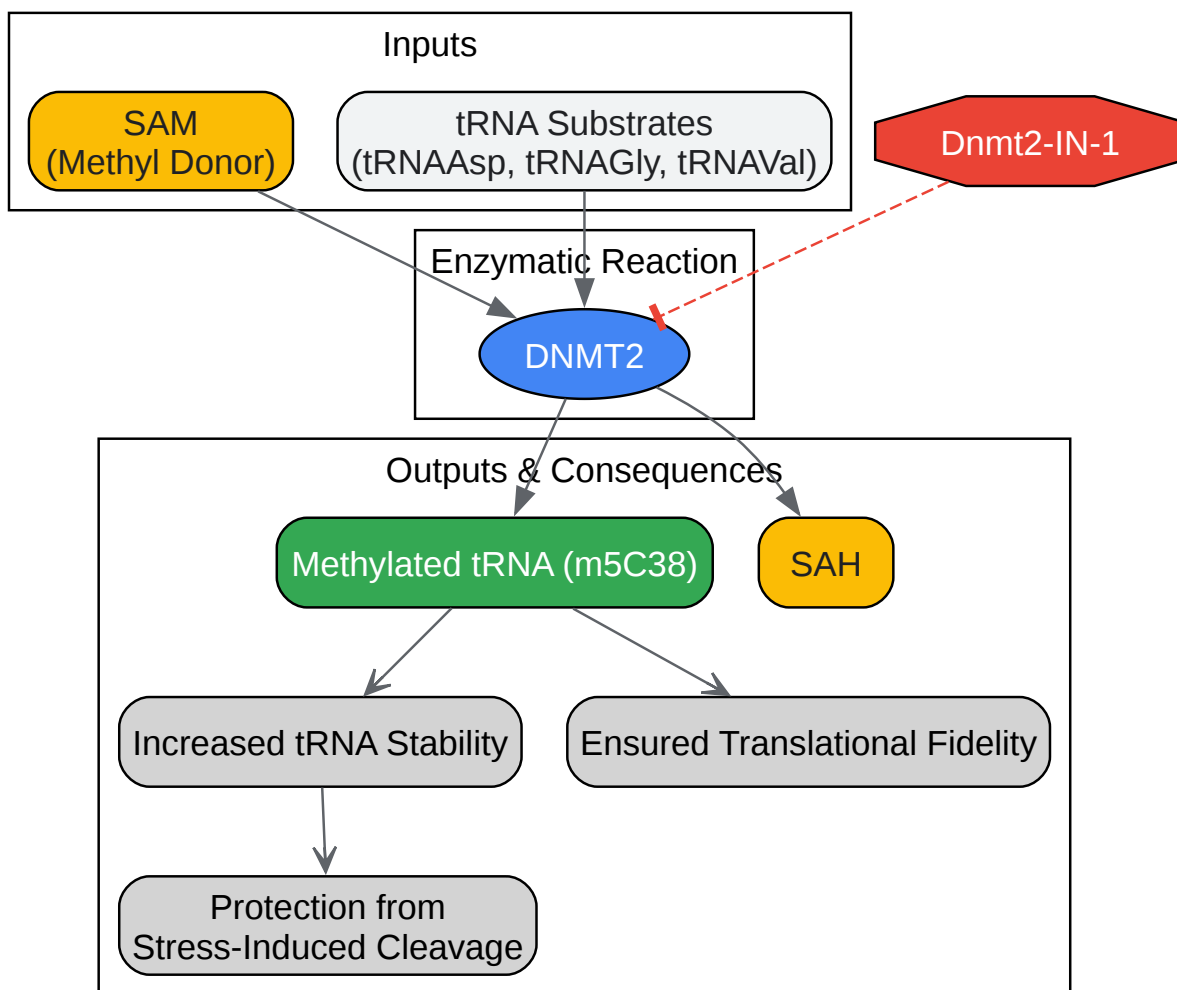 Inputs
SAM
(Methyl Donor)
tRNA Substrates
(tRNAAsp, tRNAGly, tRNAVal)
Dnmt2-IN-1
Enzymatic Reaction
DNMT2
Outputs & Consequences
Methylated tRNA (m5C38)
SAH
Increased tRNA Stability
Ensured Translational Fidelity
Protection from
Stress-Induced Cleavage